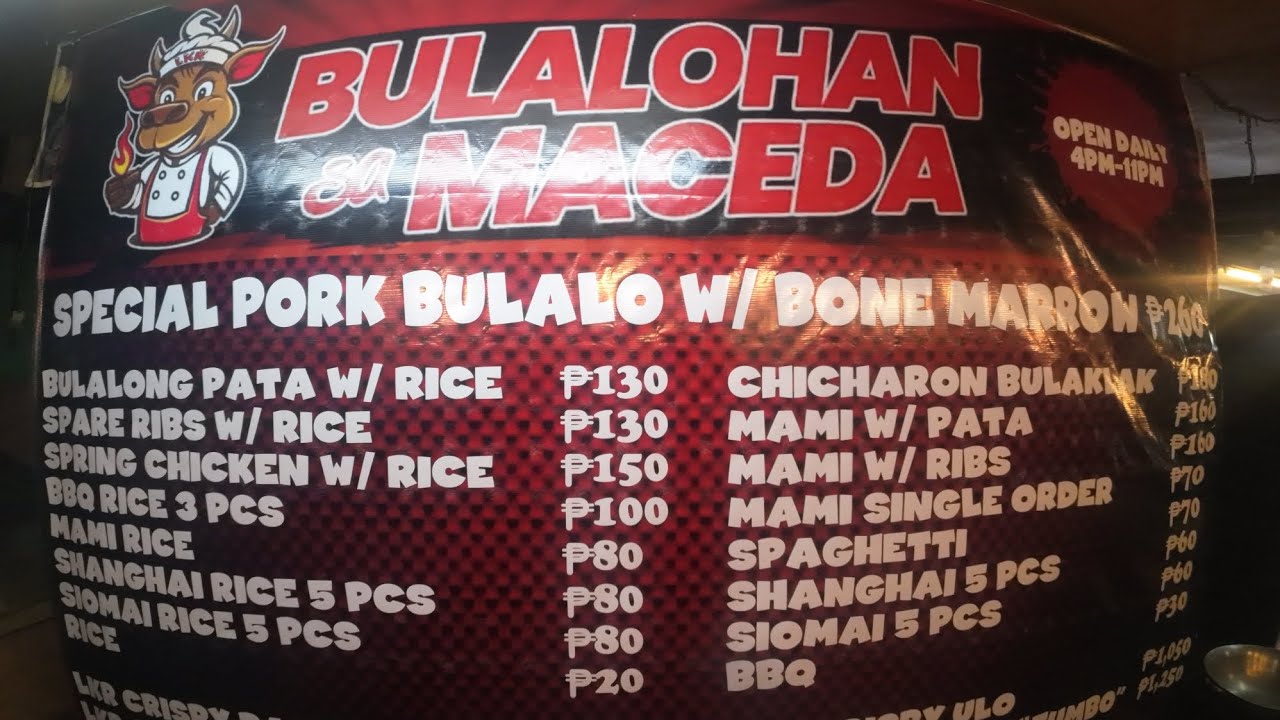 LKR
BULALOHAN
sa MACEDA
OPEN DAILY
4PM-11PM
SPECIAL PORK BULALO W/ BONE MARROW ₱260
BULALONG PATA W/ RICE ₱130
SPARE RIBS W/ RICE ₱130
SPRING CHICKEN W/ RICE ₱150
BBQ RICE 3 PCS ₱100
MAMI RICE ₱80
SHANGHAI RICE 5 PCS ₱80
SIOMAI RICE 5 PCS ₱80
RICE ₱20
CHICHARON BULAKLAK ₱180
MAMI W/ PATA ₱160
MAMI W/ RIBS ₱160
MAMI SINGLE ORDER ₱70
SPAGHETTI ₱70
SHANGHAI 5 PCS ₱60
SIOMAI 5 PCS ₱60
BBQ ₱30
LKR CRISPY
ULO ₱1,050
₱1,250